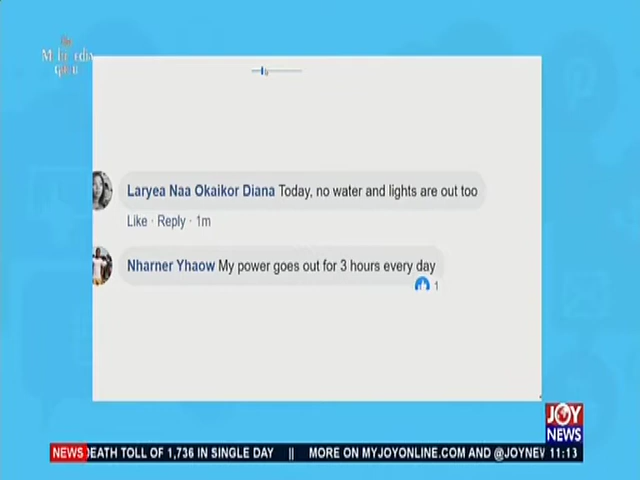 The
Laryea Naa Okaikor Diana Today, no water and lights are out too
Like · Reply · 1m
Nharner Yhaow My power goes out for 3 hours every day
1
JOY
NEWS
NEWS DEATH TOLL OF 1,736 IN SINGLE DAY || MORE ON MYJOYONLINE.COM AND @JOYNEW 11:13